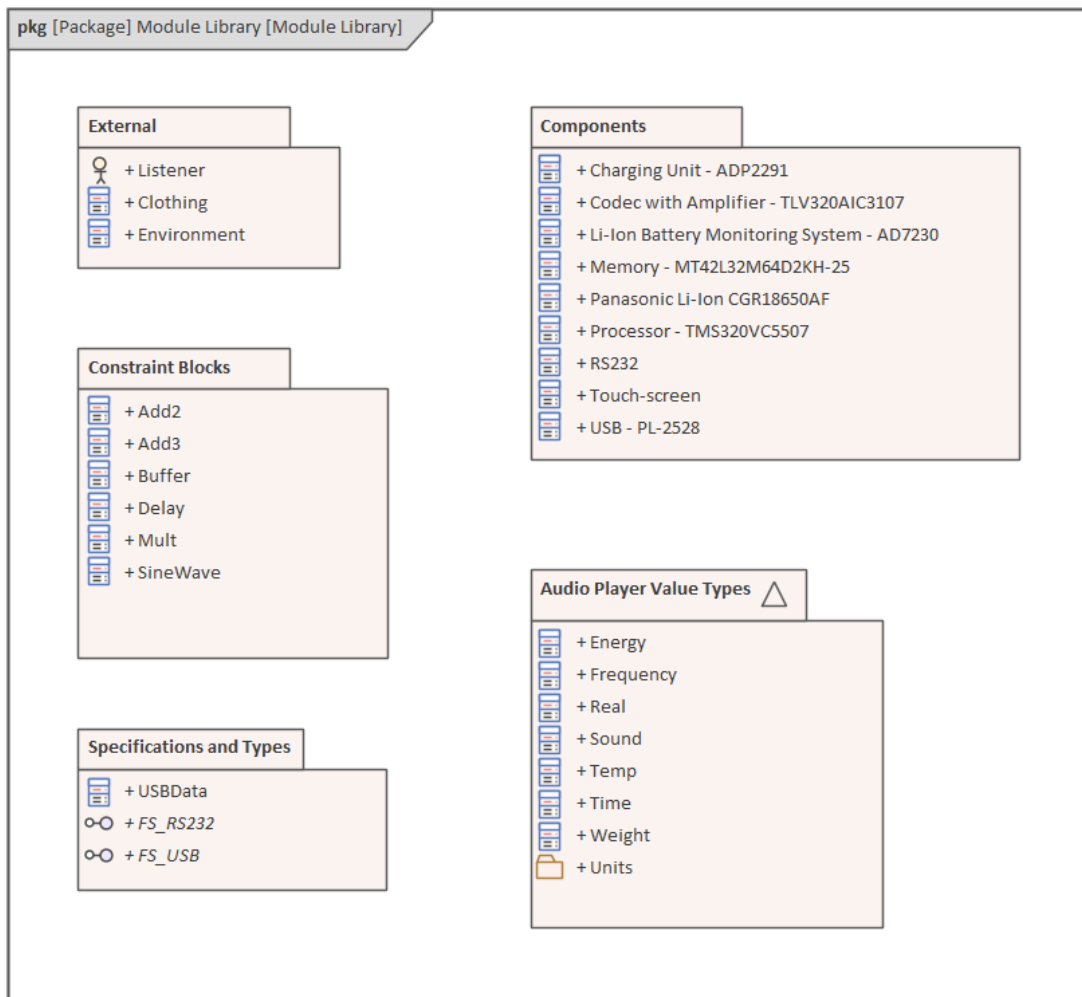 pkg [Package] Module Library [Module Library]
External
+ Listener
+ Clothing
+ Environment
Constraint Blocks
+ Add2
+ Add3
+ Buffer
+ Delay
+ Mult
+ SineWave
Specifications and Types
+ USBData
+ FS_RS232
+ FS_USB
Components
+ Charging Unit - ADP2291
+ Codec with Amplifier - TLV320AIC3107
+ Li-Ion Battery Monitoring System - AD7230
+ Memory - MT42L32M64D2KH-25
+ Panasonic Li-Ion CGR18650AF
+ Processor - TMS320VC5507
+ RS232
+ Touch-screen
+ USB - PL-2528
Audio Player Value Types
+ Energy
+ Frequency
+ Real
+ Sound
+ Temp
+ Time
+ Weight
+ Units